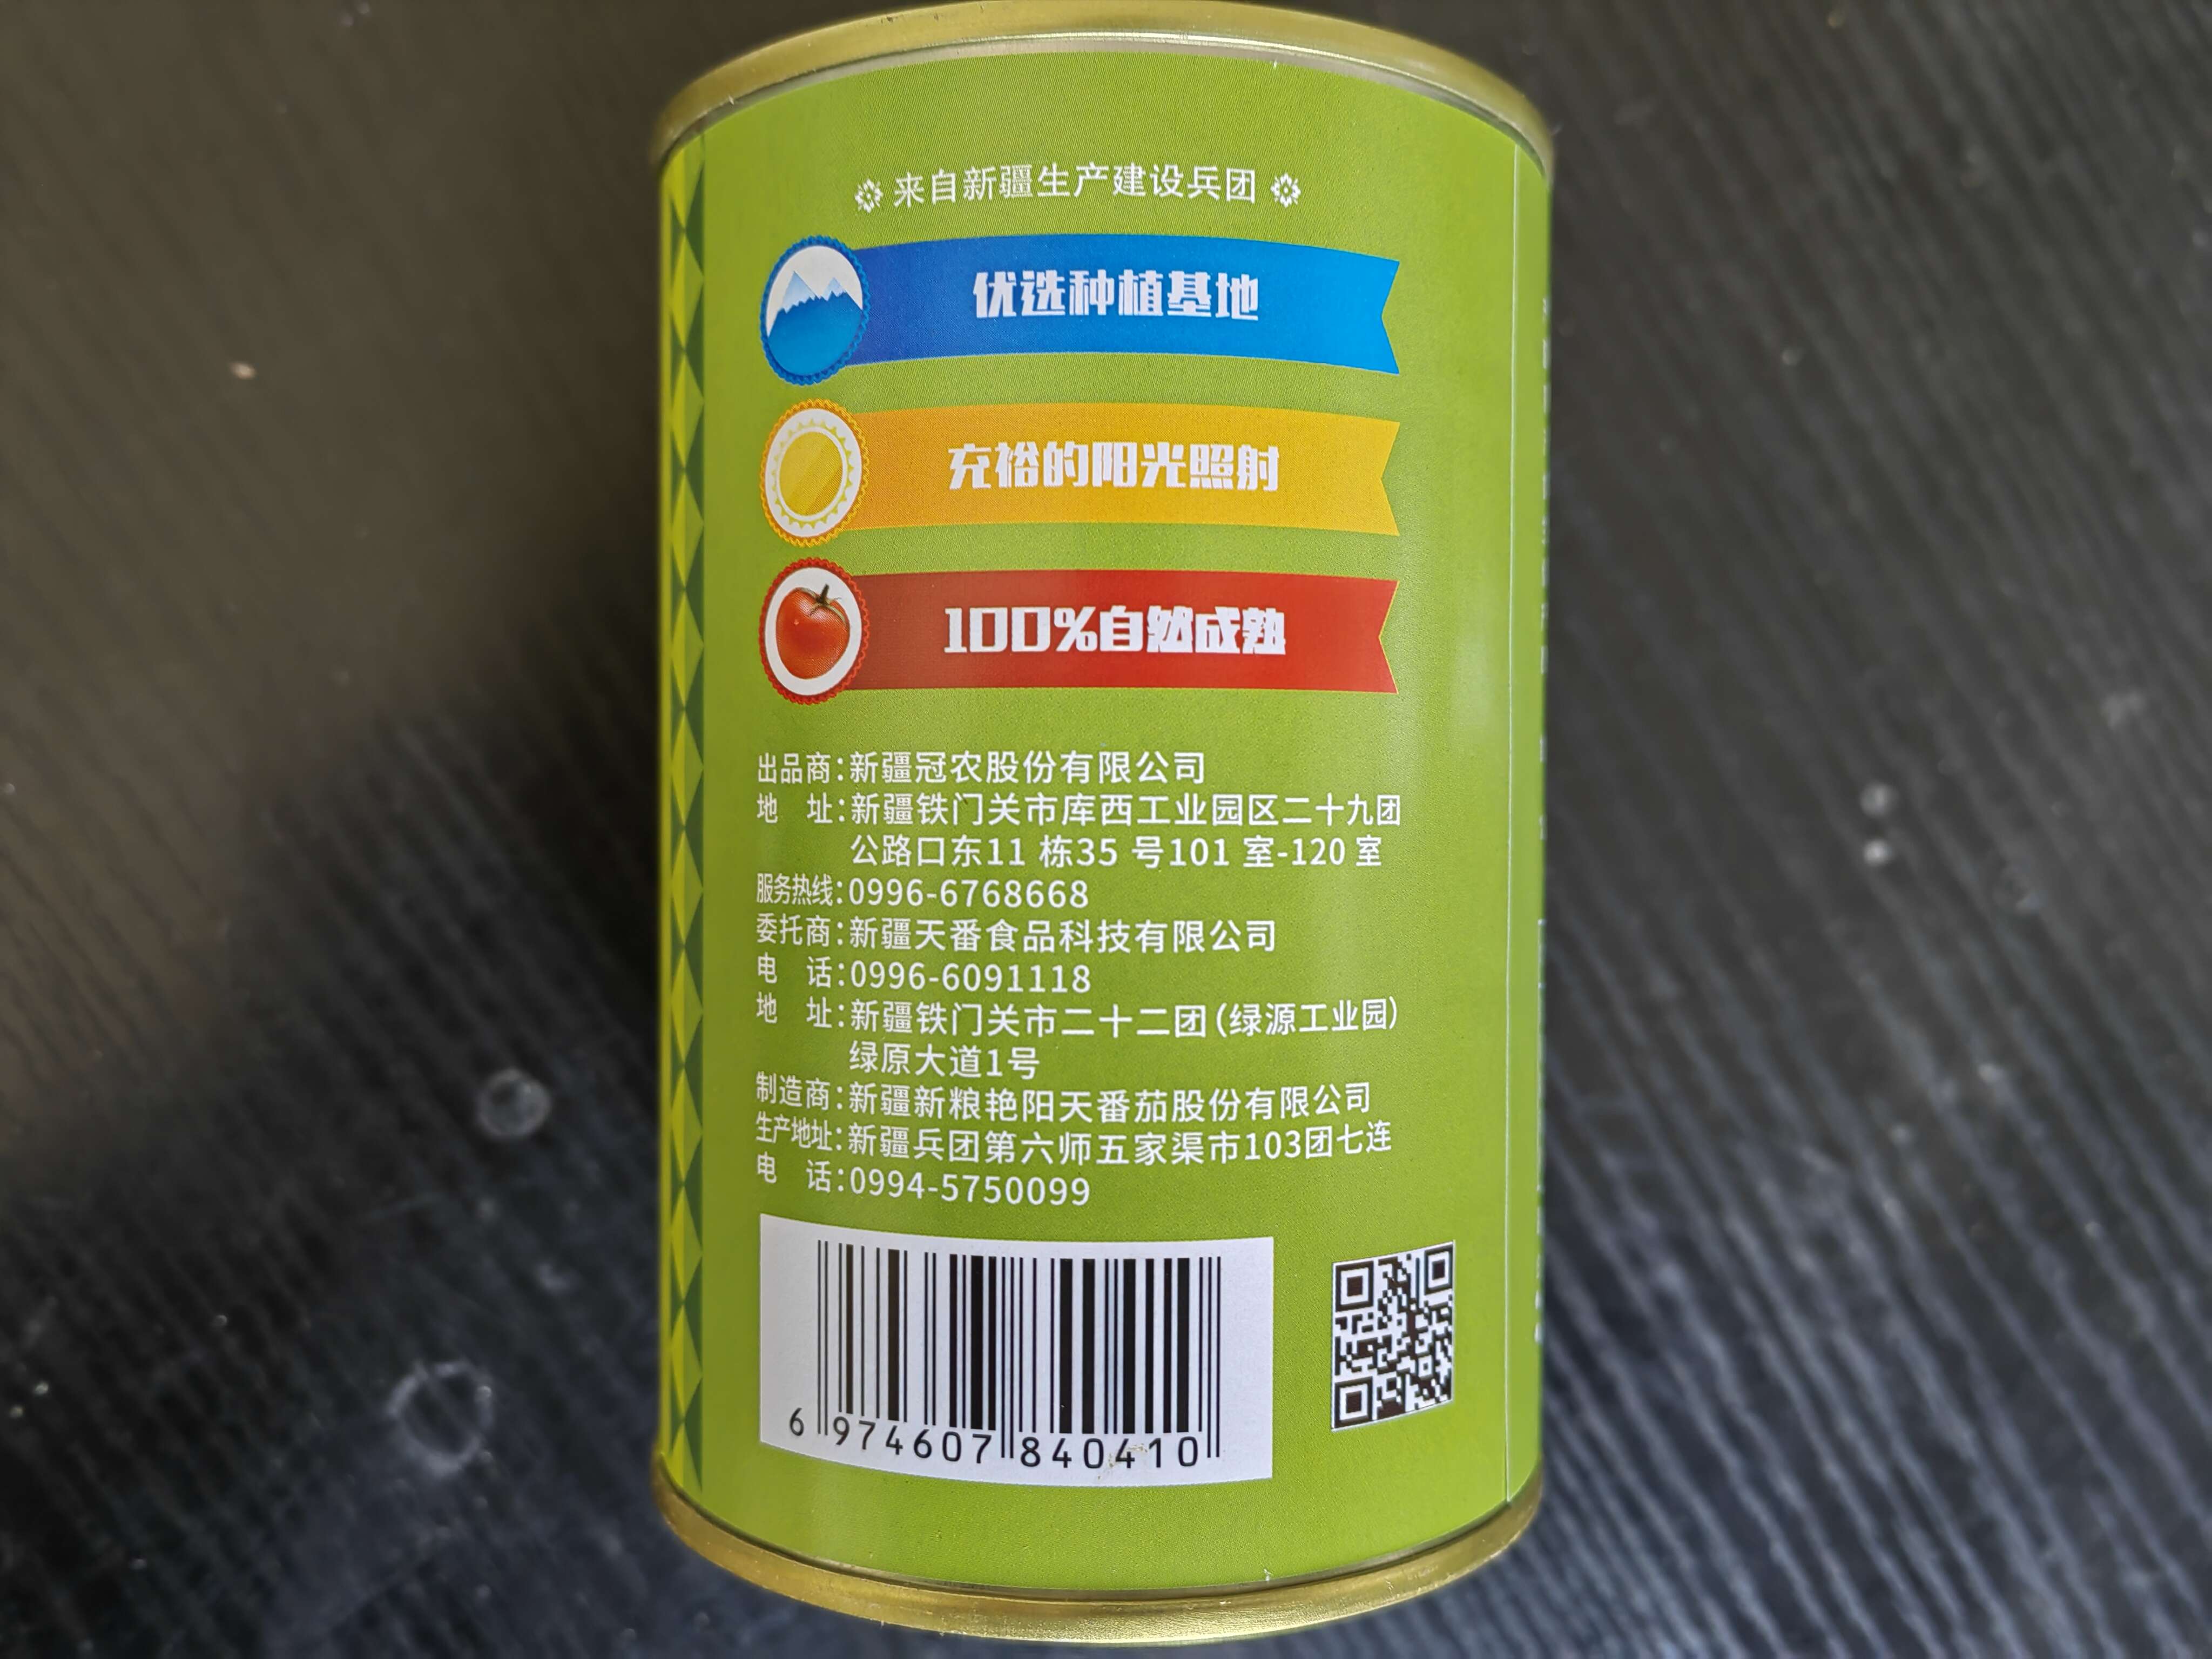 来自新疆生产建设兵团
优选种植基地
充裕的阳光照射
100%自然成熟
出品商:新疆冠农股份有限公司
地 址:新疆铁门关市库西工业园区二十九团
公路口东11 栋35 号101 室-120 室
服务热线:0996-6768668
委托商:新疆天番食品科技有限公司
电 话:0996-6091118
地 址:新疆铁门关市二十二团(绿源工业园)
绿原大道1号
制造商:新疆新粮艳阳天番茄股份有限公司
生产地址:新疆兵团第六师五家渠市103团七连
电 话:0994-5750099
6 974607 840410